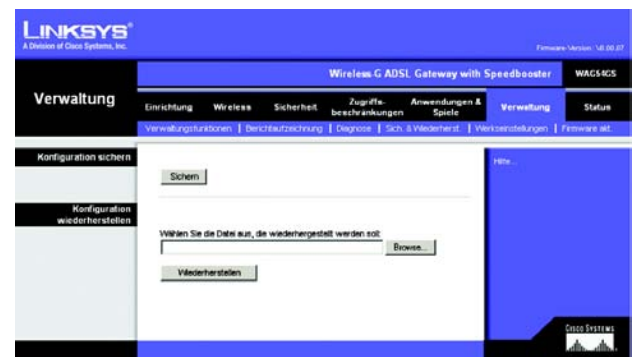 LINKSYS®
A Division of Cisco Systems, Inc.
Firmware-Version: V1.00.07
Wireless-G ADSL Gateway with Speedbooster WAG54GS
Verwaltung
Einrichtung Wireless Sicherheit Zugriffs-beschränkungen Anwendungen & Spiele Verwaltung Status
Verwaltungsfunktionen | Berichtaufzeichnung | Diagnose | Sich. & Wiederherst. | Werkseinstellungen | Firmware akt.
Konfiguration sichern
Sichern
Hilfe...
Konfiguration
wiederherstellen
Wählen Sie die Datei aus, die wiederhergestellt werden soll:
Browse...
Wiederherstellen
CISCO SYSTEMS